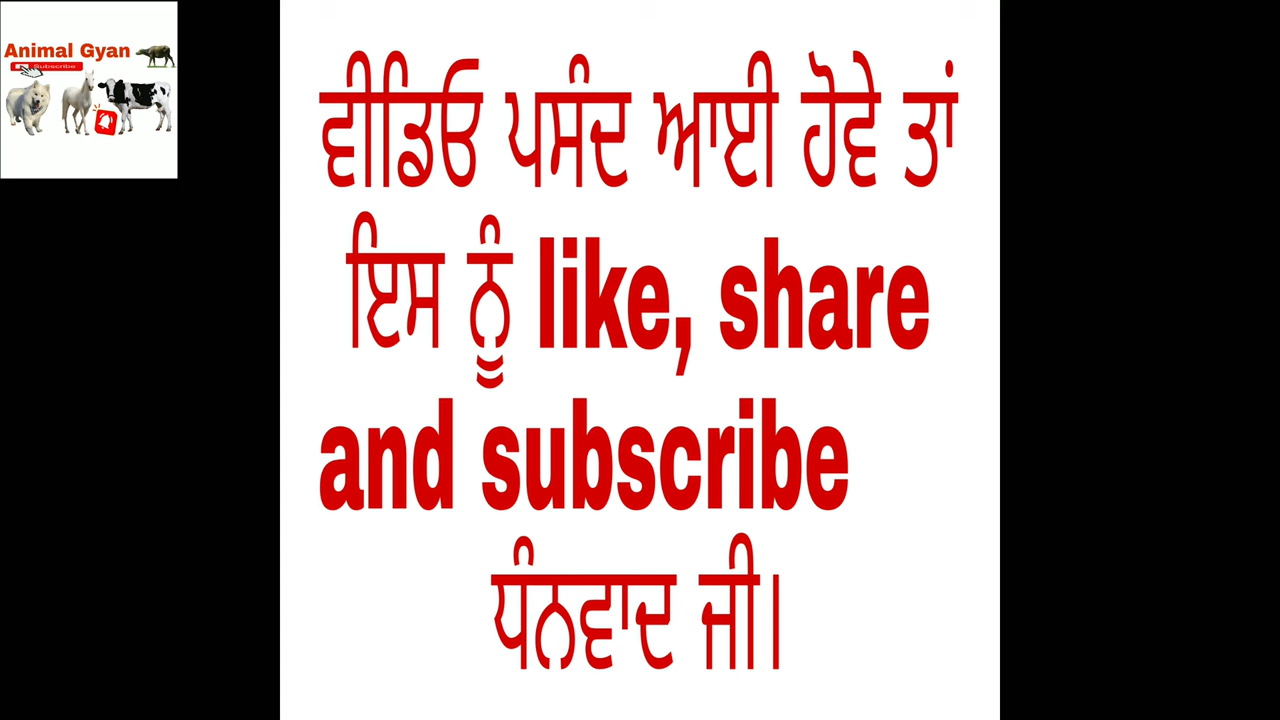 Animal Gyan
Subscribe
ਵੀਡਿਓ ਪਸੰਦ ਆਈ ਹੋਵੇ ਤਾਂ
ਇਸ ਨੂੰ like, share
and subscribe
ਧੰਨਵਾਦ ਜੀ।